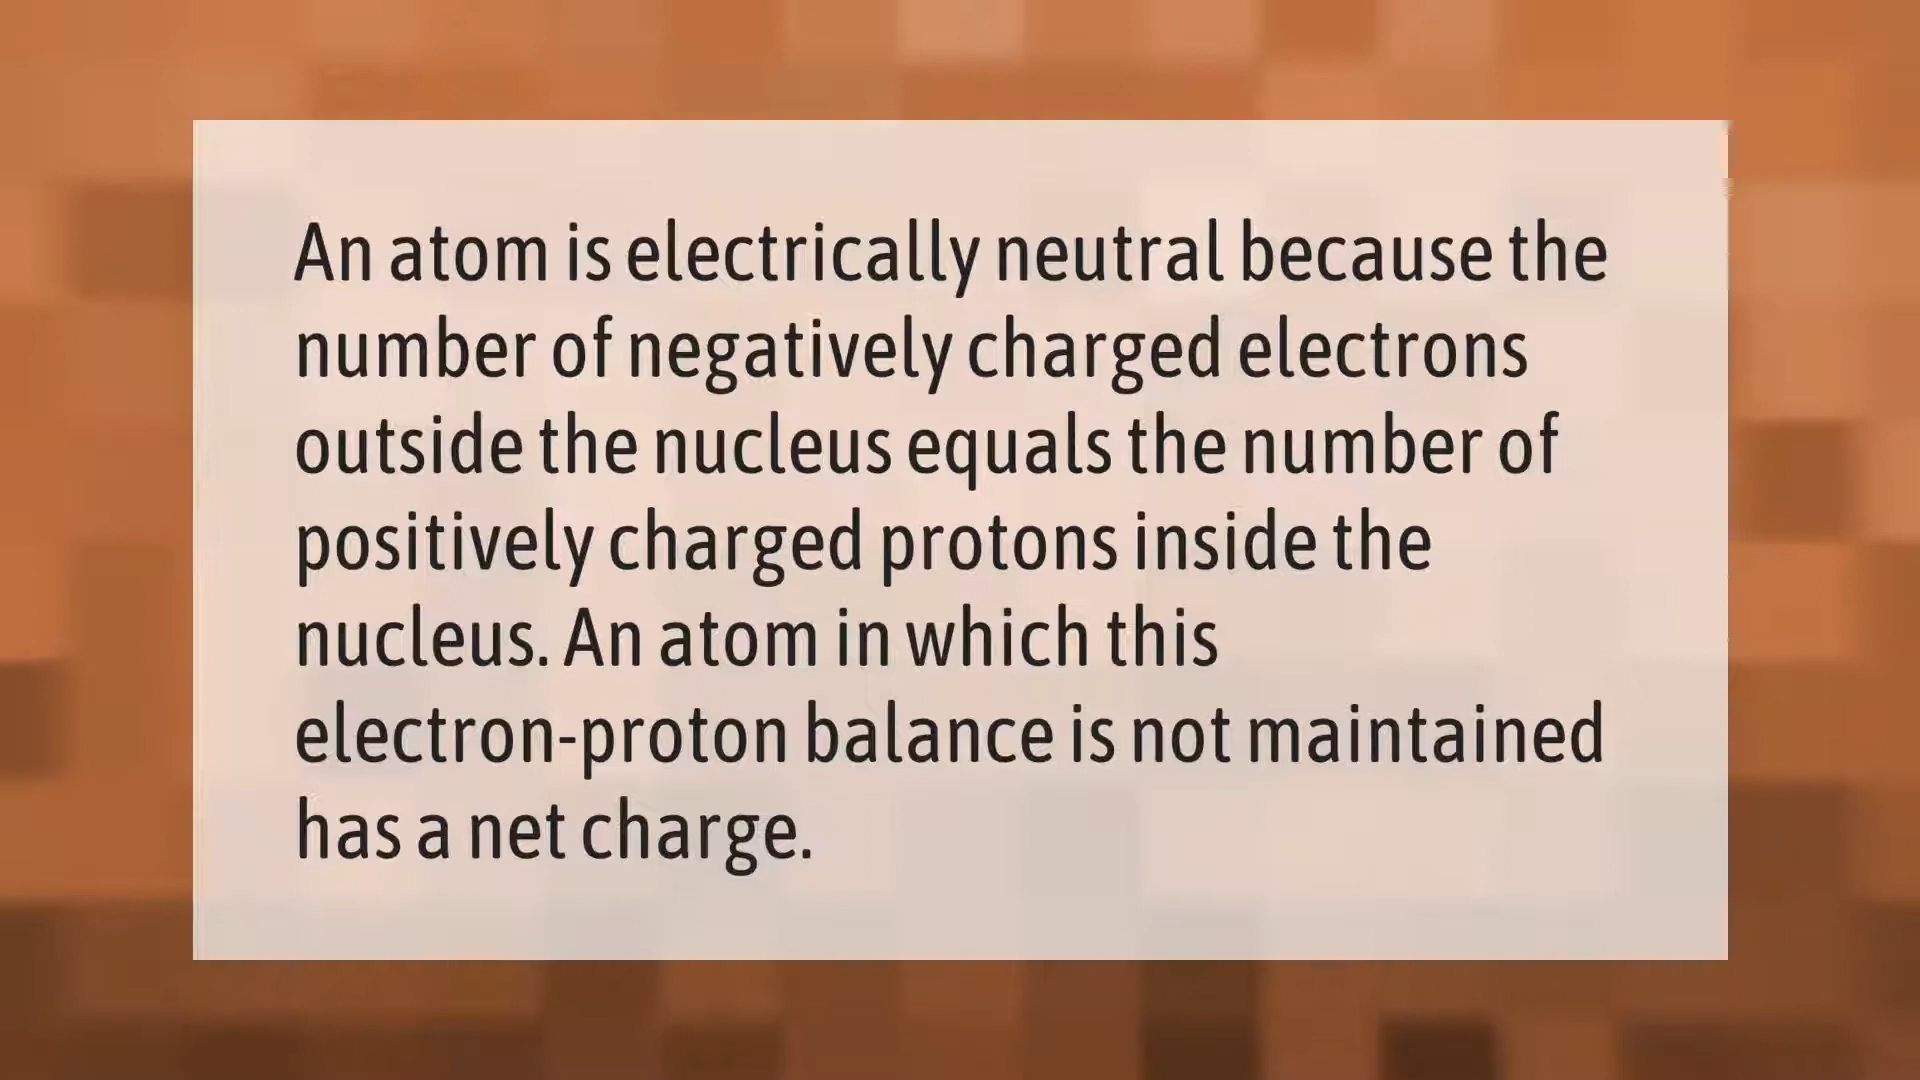 An atom is electrically neutral because the
number of negatively charged electrons
outside the nucleus equals the number of
positively charged protons inside the
nucleus. An atom in which this
electron-proton balance is not maintained
has a net charge.